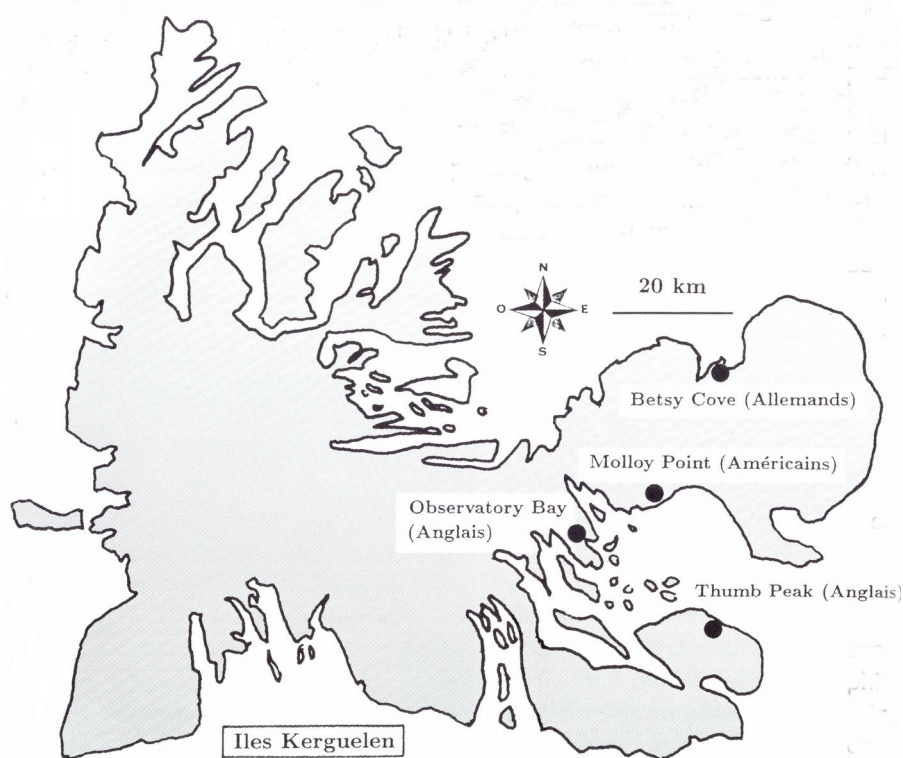 N
O E
S
20 km
Betsy Cove (Allemands)
Molloy Point (Américains)
Observatory Bay
(Anglais)
Thumb Peak (Anglais)
Iles Kerguelen